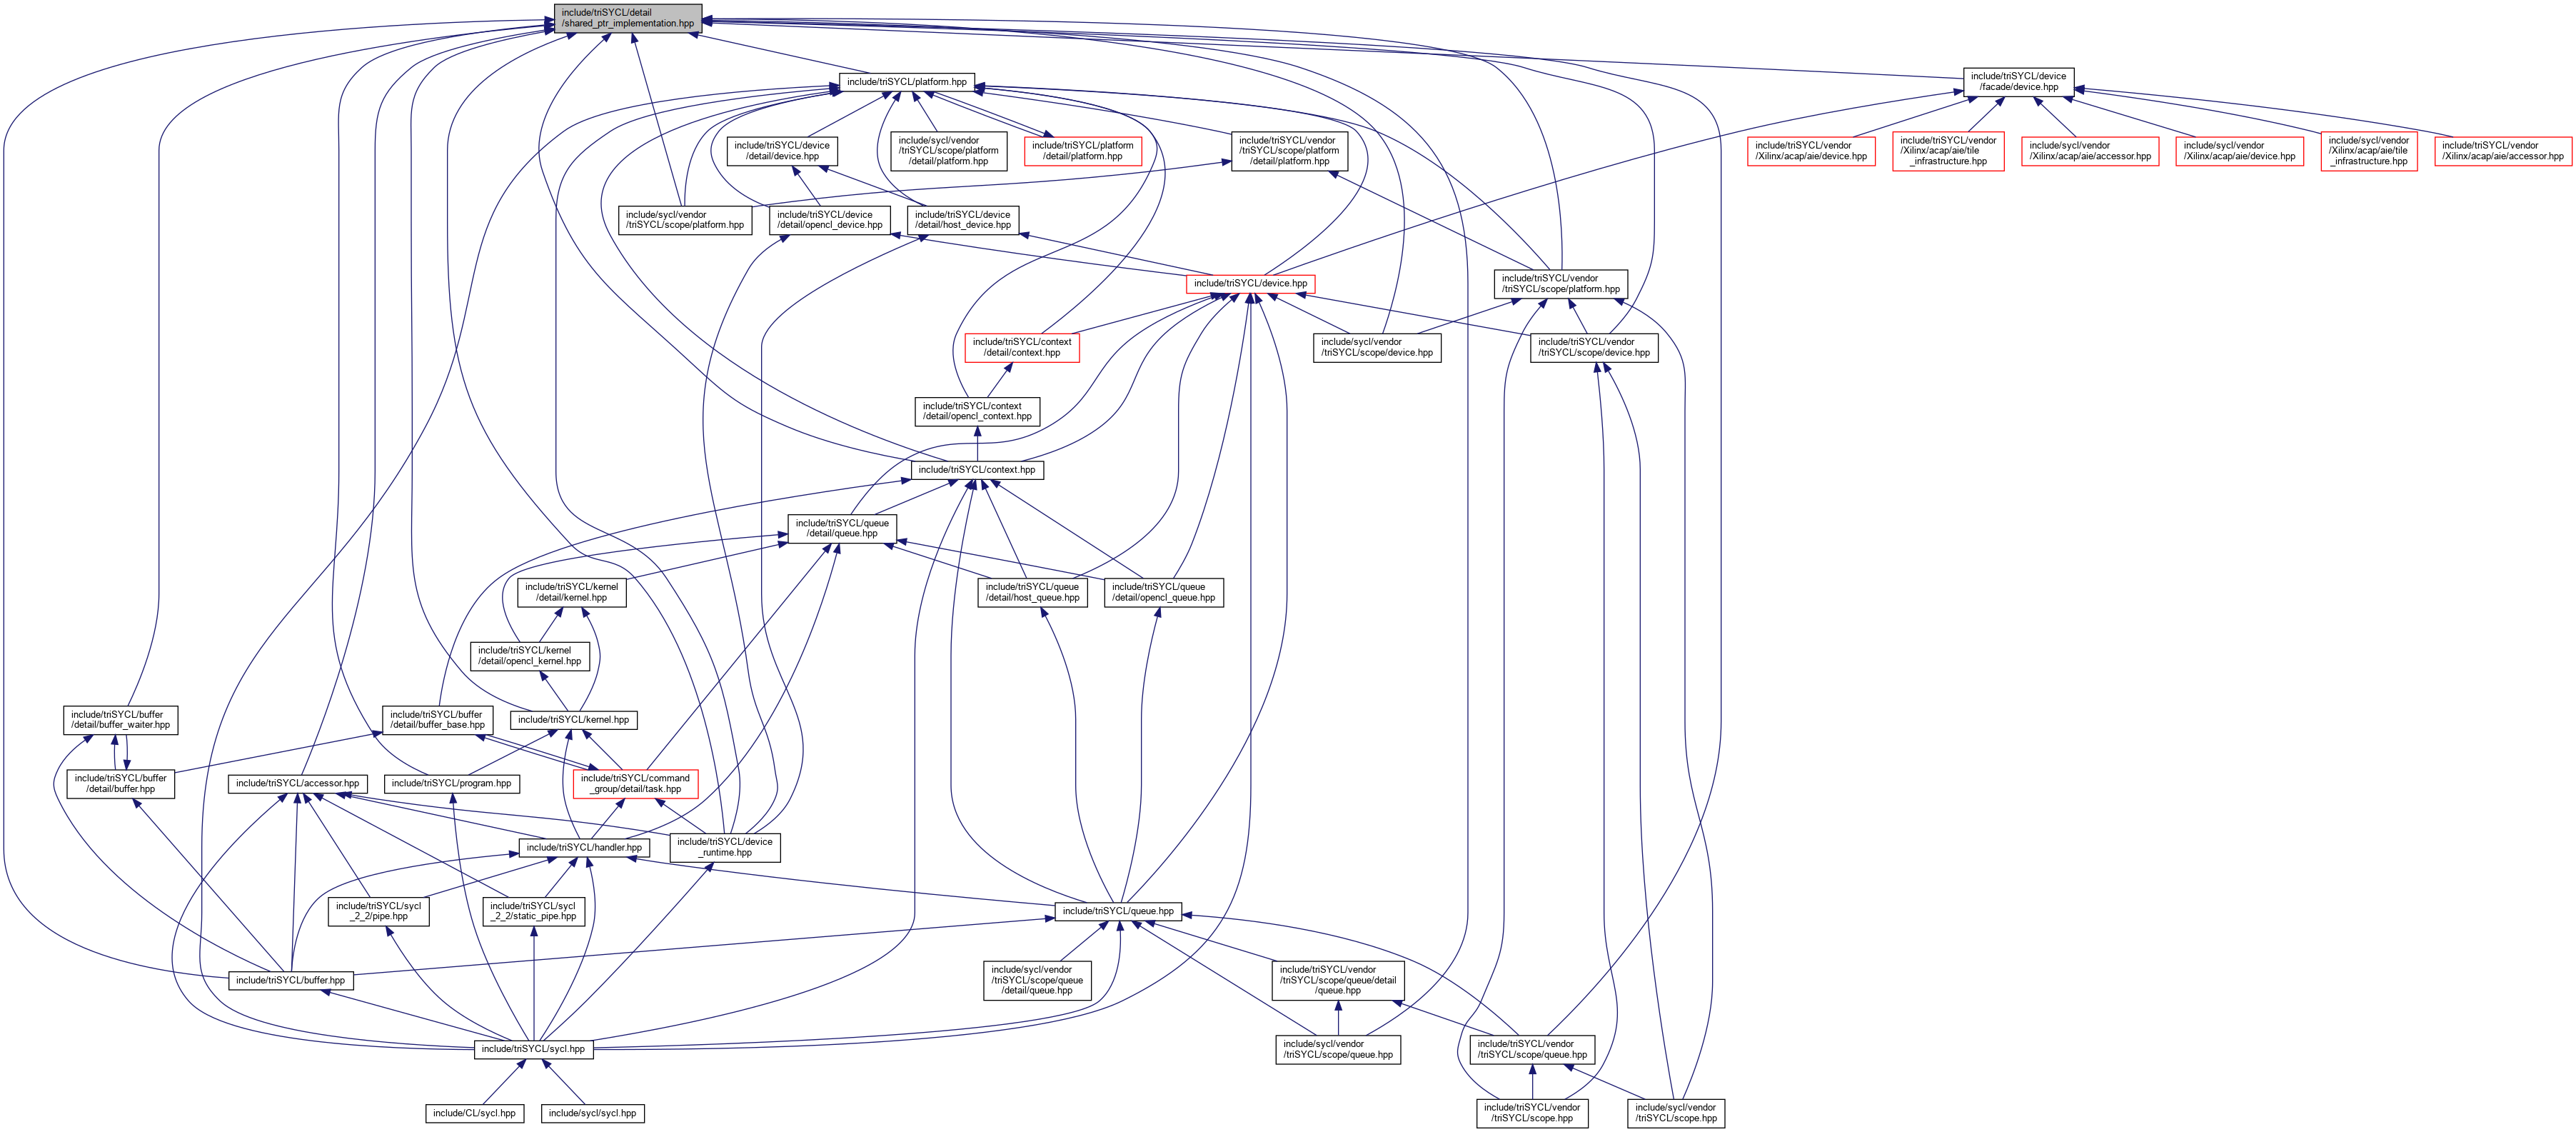 include/triSYCL/detail
/shared_ptr_implementation.hpp
include/triSYCL/platform.hpp
include/triSYCL/device
/facade/device.hpp
include/triSYCL/device
/detail/device.hpp
include/sycl/vendor
/triSYCL/scope/platform
/detail/platform.hpp
include/triSYCL/platform
/detail/platform.hpp
include/triSYCL/vendor
/triSYCL/scope/platform
/detail/platform.hpp
include/triSYCL/vendor
/Xilinx/acap/aie/device.hpp
include/triSYCL/vendor
/Xilinx/acap/aie/tile
_infrastructure.hpp
include/sycl/vendor
/Xilinx/acap/aie/accessor.hpp
include/sycl/vendor
/Xilinx/acap/aie/device.hpp
include/sycl/vendor
/Xilinx/acap/aie/tile
_infrastructure.hpp
include/triSYCL/vendor
/Xilinx/acap/aie/accessor.hpp
include/sycl/vendor
/triSYCL/scope/platform.hpp
include/triSYCL/device
/detail/opencl_device.hpp
include/triSYCL/device
/detail/host_device.hpp
include/triSYCL/device.hpp
include/triSYCL/vendor
/triSYCL/scope/platform.hpp
include/triSYCL/context
/detail/context.hpp
include/sycl/vendor
/triSYCL/scope/device.hpp
include/triSYCL/vendor
/triSYCL/scope/device.hpp
include/triSYCL/context
/detail/opencl_context.hpp
include/triSYCL/context.hpp
include/triSYCL/queue
/detail/queue.hpp
include/triSYCL/kernel
/detail/kernel.hpp
include/triSYCL/queue
/detail/host_queue.hpp
include/triSYCL/queue
/detail/opencl_queue.hpp
include/triSYCL/kernel
/detail/opencl_kernel.hpp
include/triSYCL/buffer
/detail/buffer_waiter.hpp
include/triSYCL/buffer
/detail/buffer_base.hpp
include/triSYCL/kernel.hpp
include/triSYCL/buffer
/detail/buffer.hpp
include/triSYCL/accessor.hpp
include/triSYCL/program.hpp
include/triSYCL/command
_group/detail/task.hpp
include/triSYCL/handler.hpp
include/triSYCL/device
_runtime.hpp
include/triSYCL/sycl
_2_2/pipe.hpp
include/triSYCL/sycl
_2_2/static_pipe.hpp
include/triSYCL/queue.hpp
include/triSYCL/buffer.hpp
include/sycl/vendor
/triSYCL/scope/queue
/detail/queue.hpp
include/triSYCL/vendor
/triSYCL/scope/queue/detail
/queue.hpp
include/triSYCL/sycl.hpp
include/sycl/vendor
/triSYCL/scope/queue.hpp
include/triSYCL/vendor
/triSYCL/scope/queue.hpp
include/CL/sycl.hpp
include/sycl/sycl.hpp
include/triSYCL/vendor
/triSYCL/scope.hpp
include/sycl/vendor
/triSYCL/scope.hpp